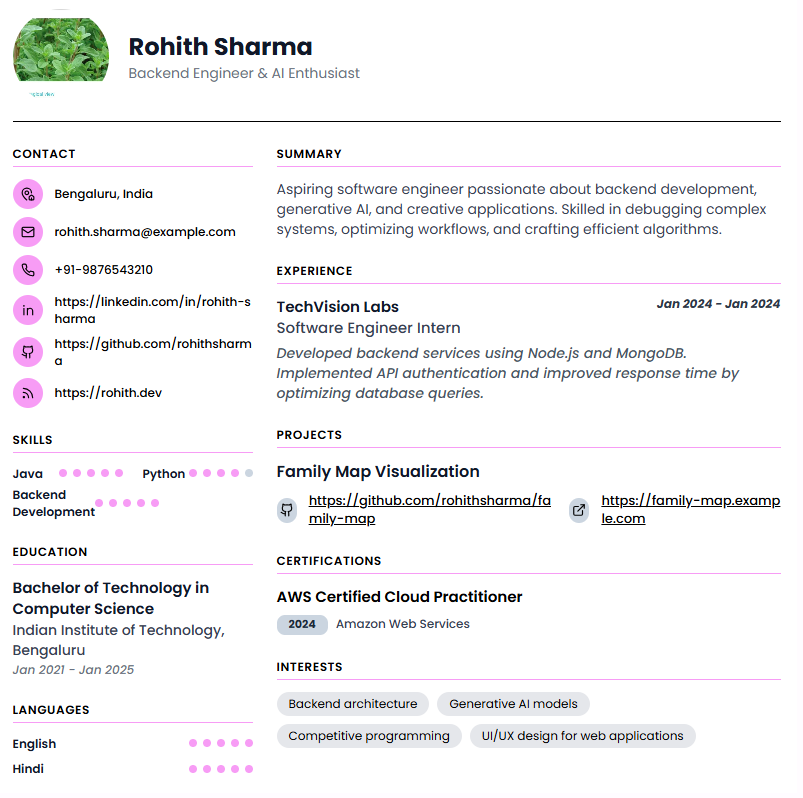 Rohith Sharma
Backend Engineer & AI Enthusiast
CONTACT
Bengaluru, India
rohith.sharma@example.com
+91-9876543210
in
https://linkedin.com/in/rohith-s
harma
https://github.com/rohithsharm
a
https://rohith.dev
SKILLS
Java
Python
Backend
Development
EDUCATION
Bachelor of Technology in
Computer Science
Indian Institute of Technology,
Bengaluru
Jan 2021 - Jan 2025
LANGUAGES
English
Hindi
SUMMARY
Aspiring software engineer passionate about backend development,
generative AI, and creative applications. Skilled in debugging complex
systems, optimizing workflows, and crafting efficient algorithms.
EXPERIENCE
TechVision Labs
Jan 2024 - Jan 2024
Software Engineer Intern
Developed backend services using Node.js and MongoDB.
Implemented API authentication and improved response time by
optimizing database queries.
PROJECTS
Family Map Visualization
https://github.com/rohithsharma/fa
mily-map
https://family-map.examp
le.com
CERTIFICATIONS
AWS Certified Cloud Practitioner
2024 Amazon Web Services
INTERESTS
Backend architecture
Generative AI models
Competitive programming
UI/UX design for web applications